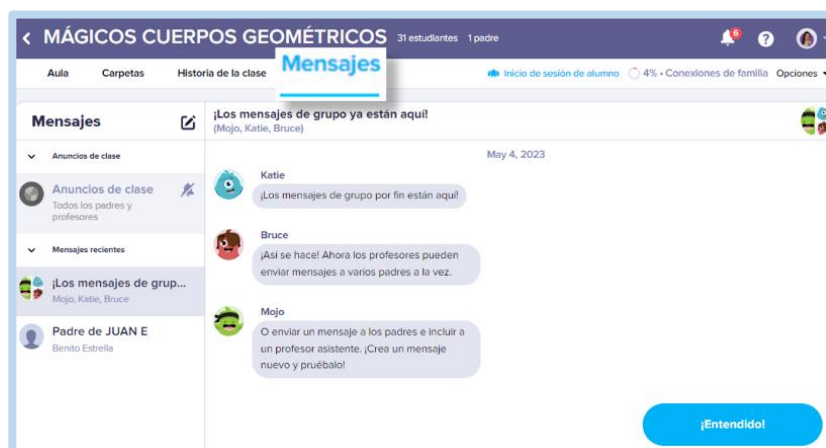 MÁGICOS CUERPOS GEOMÉTRICOS 31 estudiantes 1 padre 6 ?
Aula Carpetas Historia de la clase Mensajes Inicio de sesión de alumno 4% • Conexiones de familia Opciones
Mensajes
Anuncios de clase
Anuncios de clase
Todos los padres y
profesores
Mensajes recientes
¡Los mensajes de grup...
Mojo, Katie, Bruce
Padre de JUAN E
Benito Estrella
¡Los mensajes de grupo ya están aquí!
(Mojo, Katie, Bruce)
May 4, 2023
Katie
¡Los mensajes de grupo por fin están aquí!
Bruce
¡Así se hace! Ahora los profesores pueden
enviar mensajes a varios padres a la vez.
Mojo
O enviar un mensaje a los padres e incluir a
un profesor asistente. ¡Crea un mensaje
nuevo y pruébalo!
¡Entendido!